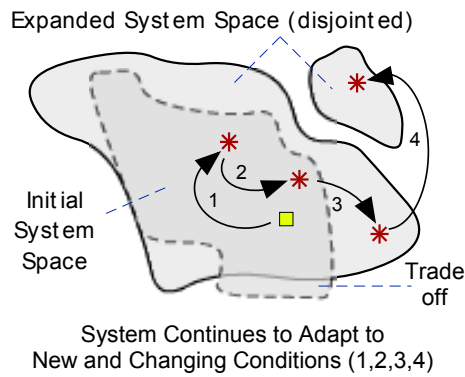 Expanded System Space (disjointed)
4
2
1
3
Initial
System
Space
Trade
off
System Continues to Adapt to
New and Changing Conditions (1,2,3,4)